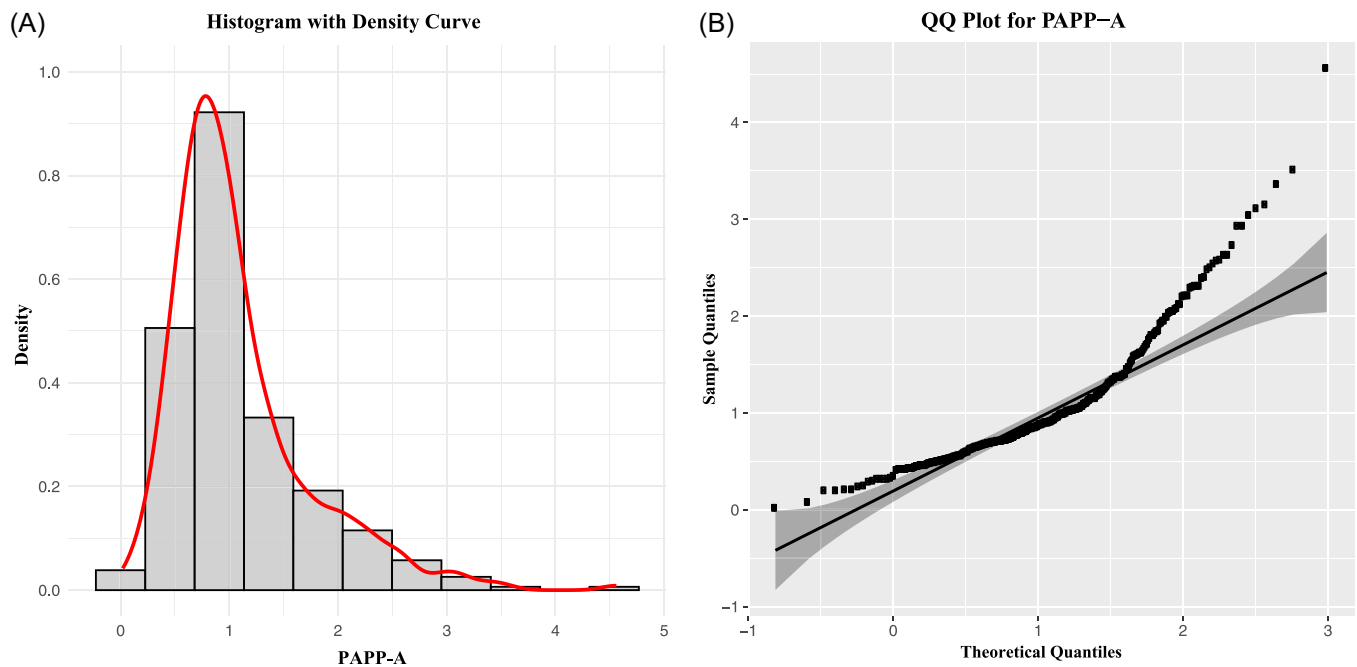 (A)
Histogram with Density Curve
1.0
0.8
0.6
0.4
0.2
0.0
Density
0 1 2 3 4 5
PAPP-A
(B)
QQ Plot for PAPP−A
4
3
2
1
0
−1
Sample Quantiles
−1 0 1 2 3
Theoretical Quantiles